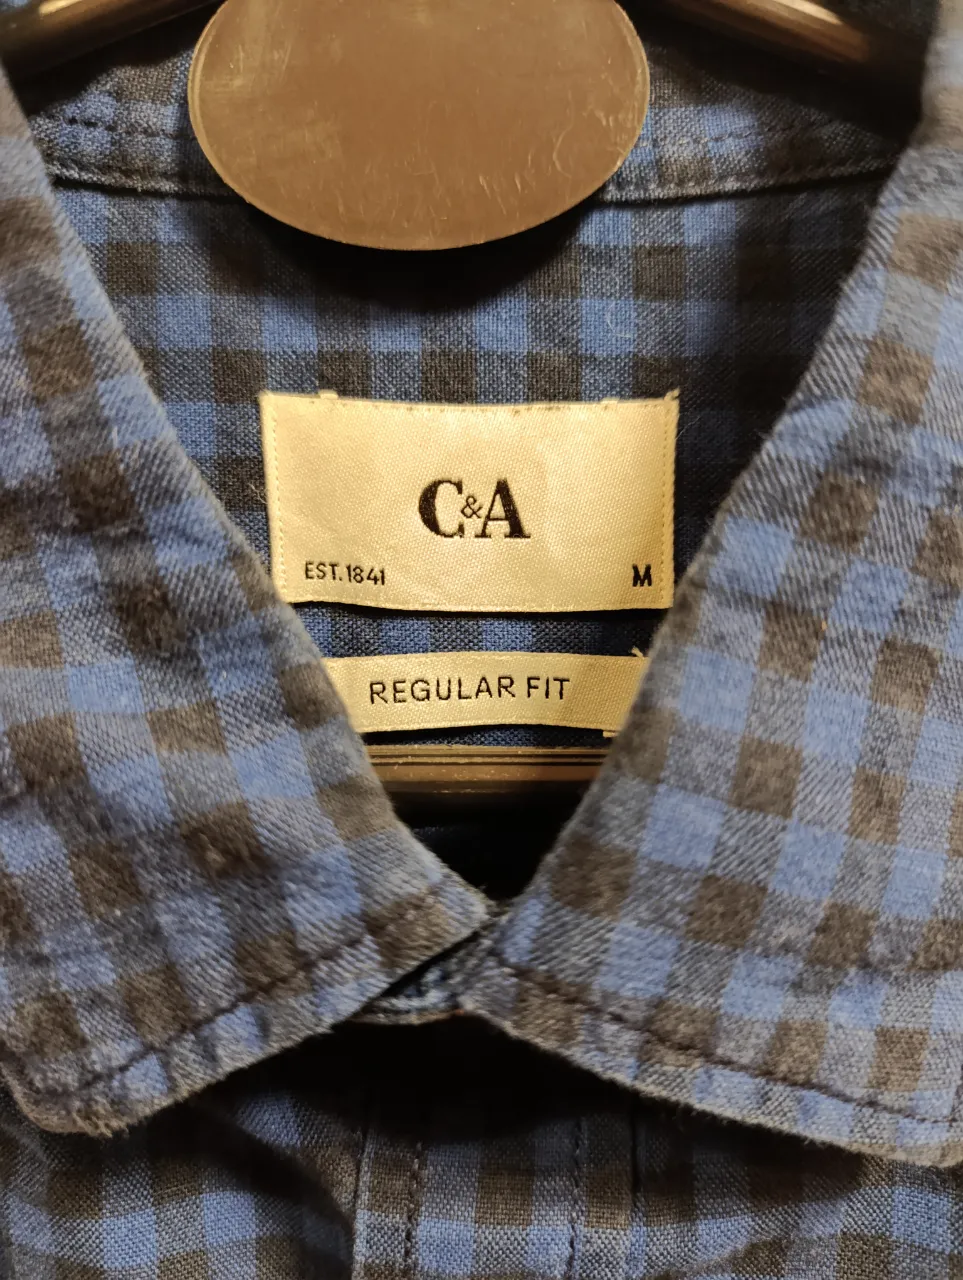 C&A
EST. 1841 M
REGULAR FIT